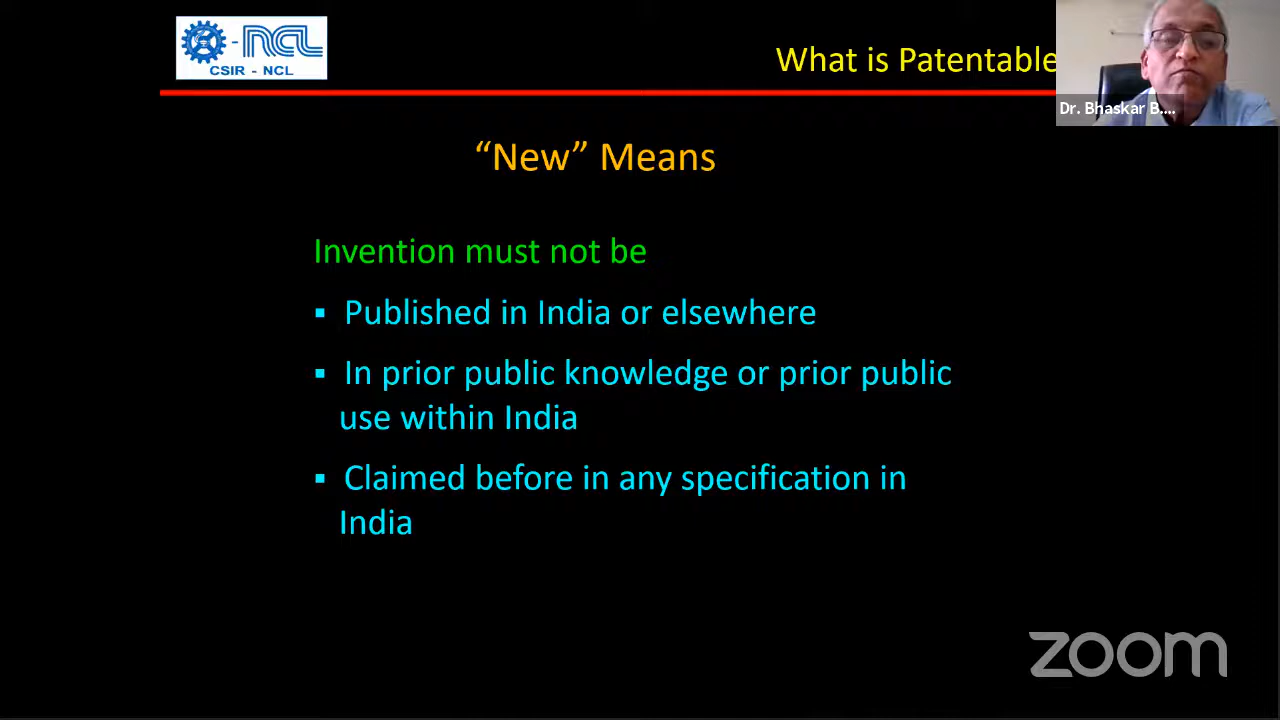 -NCL
CSIR - NCL
What is Patentable
Dr. Bhaskar B....
“New” Means
Invention must not be
▪ Published in India or elsewhere
▪ In prior public knowledge or prior public
use within India
▪ Claimed before in any specification in
India
zoom